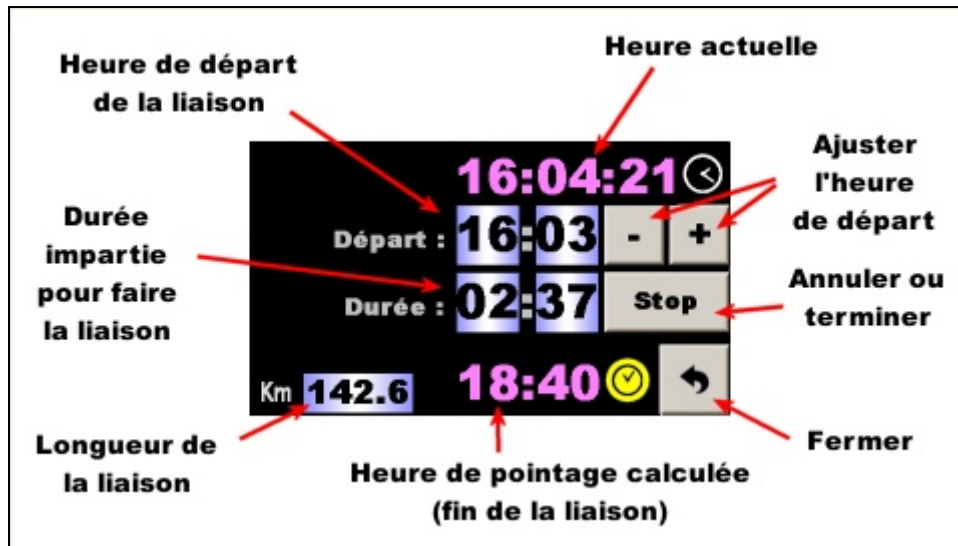 Heure actuelle
Heure de départ
de la liaison
Ajuster
l'heure
de départ
16:04:21
Départ : 16:03 - +
Durée
impartie
pour faire
la liaison
Durée : 02:37 Stop
Annuler ou
terminer
Km 142.6 18:40
Fermer
Longueur de
la liaison
Heure de pointage calculée
(fin de la liaison)